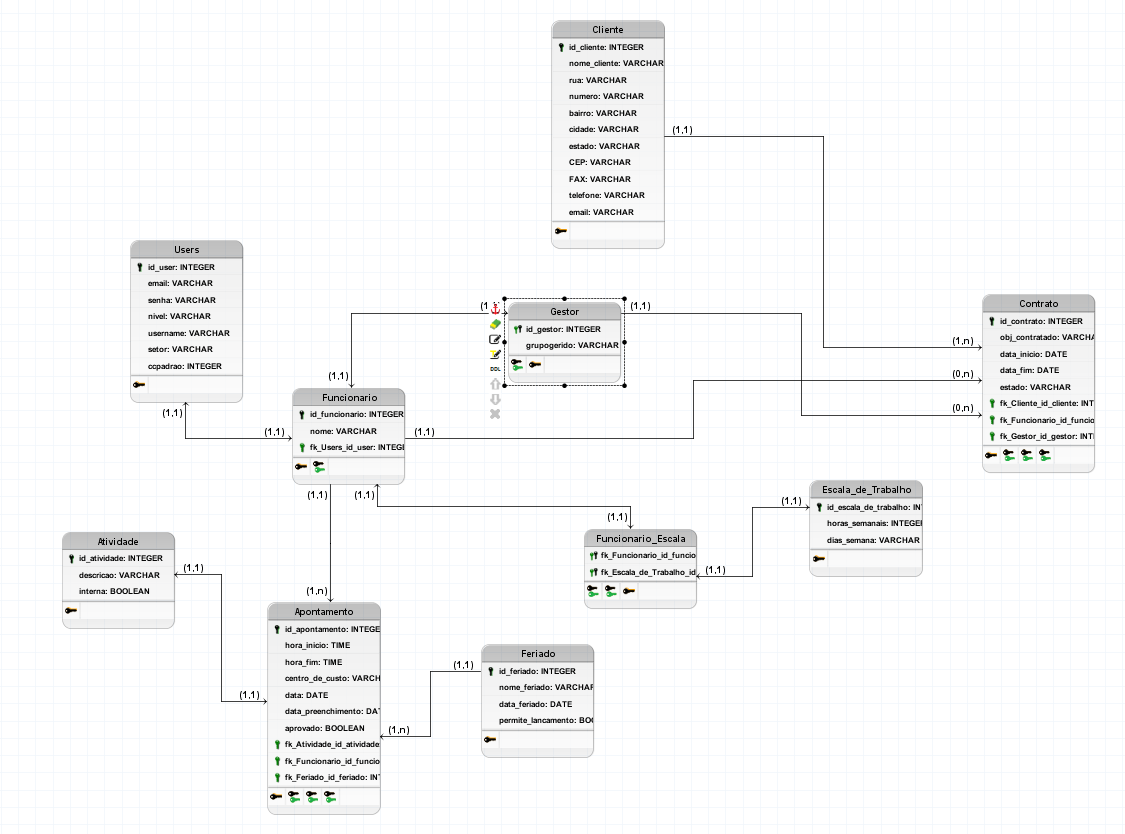 Cliente
id_cliente: INTEGER
nome_cliente: VARCHAR
rua: VARCHAR
numero: VARCHAR
bairro: VARCHAR
cidade: VARCHAR
estado: VARCHAR
CEP: VARCHAR
FAX: VARCHAR
telefone: VARCHAR
email: VARCHAR
(1,1)
Users
id_user: INTEGER
email: VARCHAR
senha: VARCHAR
nivel: VARCHAR
username: VARCHAR
setor: VARCHAR
ccpadrao: INTEGER
(1,1)
(1,1)
(1
Gestor
id_gestor: INTEGER
grupogerido: VARCHAR
DDL
(1,1)
(1,1)
Contrato
id_contrato: INTEGER
obj_contratado: VARCHA
data_inicio: DATE
data_fim: DATE
estado: VARCHAR
fk_Cliente_id_cliente: INT
fk_Funcionario_id_funcio
fk_Gestor_id_gestor: INTI
(1,n)
(0,n)
(0,n)
Funcionario
id_funcionario: INTEGER
nome: VARCHAR
fk_Users_id_user: INTEGE
(1,1)
(1,1)
(1,1)
(1,1)
Escala_de_Trabalho
id_escala_de_trabalho: IN
horas_semanais: INTEGE
dias_semana: VARCHAR
(1,1)
Funcionario_Escala
fk_Funcionario_id_funcio
fk_Escala_de_Trabalho_id
(1,1)
Atividade
id_atividade: INTEGER
descricao: VARCHAR
interna: BOOLEAN
(1,1)
(1,n)
Apontamento
id_apontamento: INTEGE
hora_inicio: TIME
hora_fim: TIME
centro_de_custo: VARCH
data: DATE
data_preenchimento: DA
aprovado: BOOLEAN
fk_Atividade_id_atividade
fk_Funcionario_id_funcio
fk_Feriado_id_feriado: IN
(1,1)
(1,n)
(1,1)
Feriado
id_feriado: INTEGER
nome_feriado: VARCHAR
data_feriado: DATE
permite_lancamento: BO